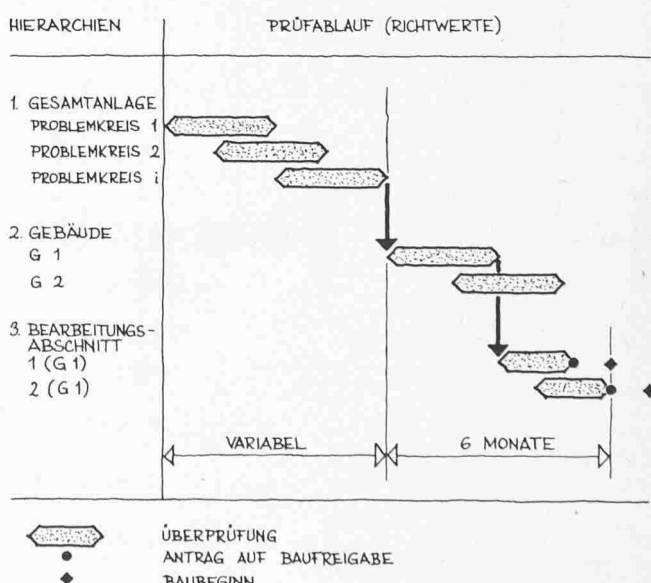 HIERARCHIEN PRÜFABLAUF (RICHTWERTE)
1. GESAMTANLAGE
PROBLEMKREIS 1
PROBLEMKREIS 2
PROBLEMKREIS i
2. GEBÄUDE
G 1
G 2
3. BEARBEITUNGS-
ABSCHNITT
1 (G 1)
2 (G 1)
VARIABEL 6 MONATE
ÜBERPRÜFUNG
ANTRAG AUF BAUFREIGABE
BAUBEGINN